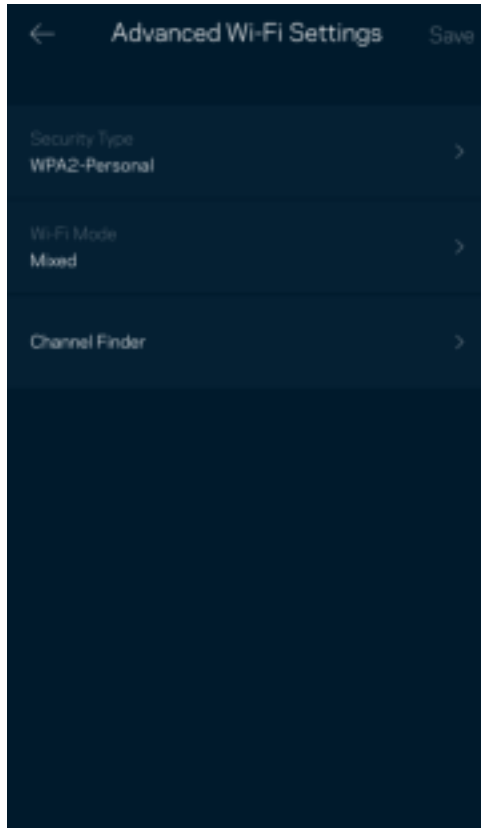 Advanced Wi-Fi Settings Save
Security Type
WPA2-Personal
Wi-Fi Mode
Mixed
Channel Finder